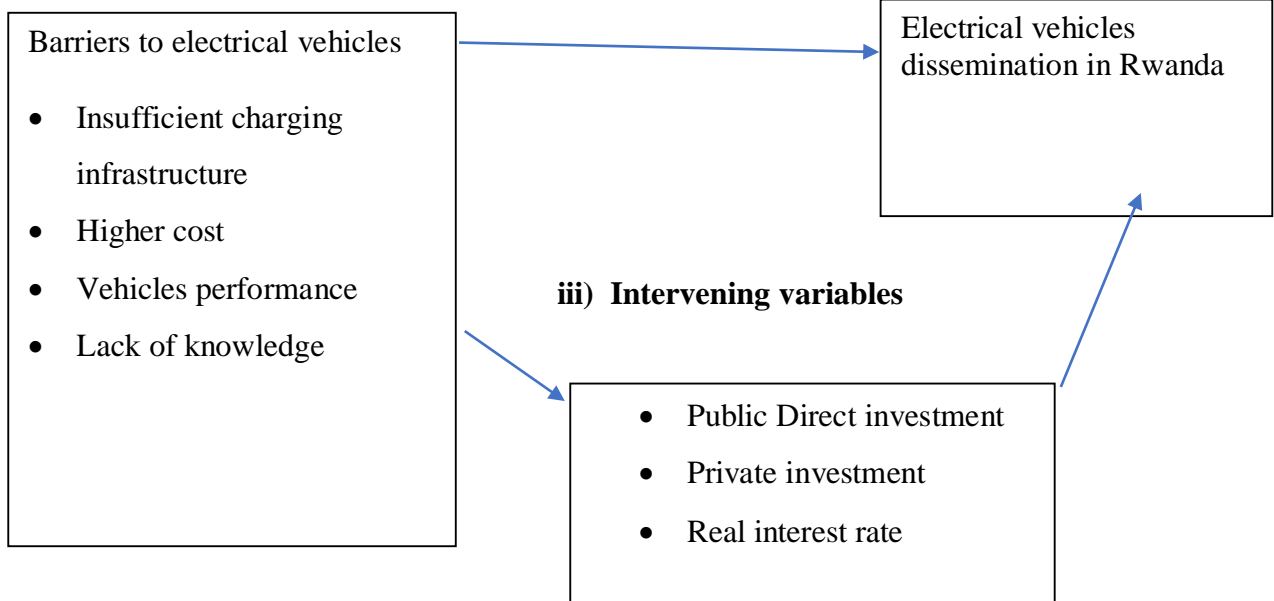 Barriers to electrical vehicles
• Insufficient charging
infrastructure
• Higher cost
• Vehicles performance
• Lack of knowledge
Electrical vehicles
dissemination in Rwanda
iii) Intervening variables
• Public Direct investment
• Private investment
• Real interest rate